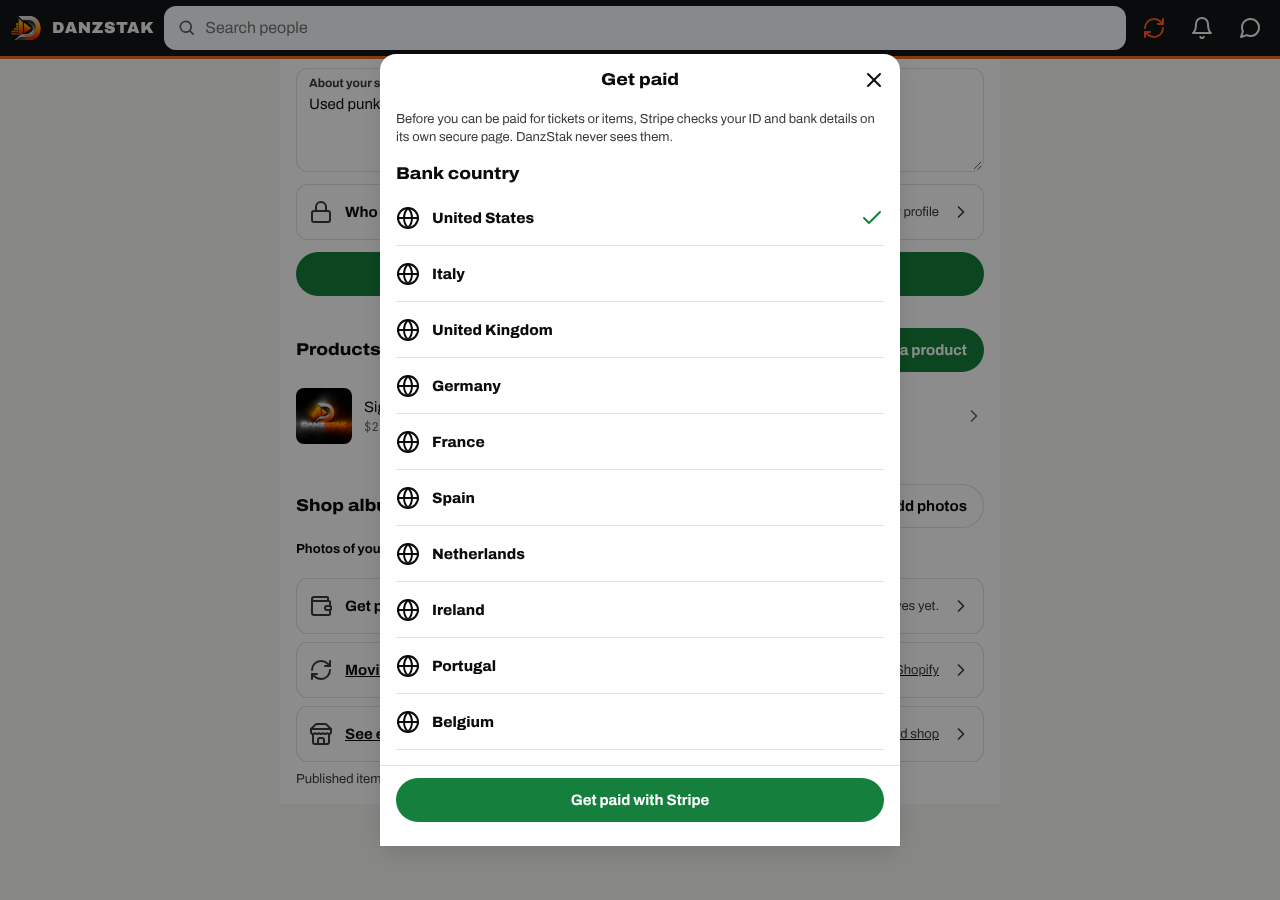 DANZSTAK
Search people
Get paid
About your s
Used punk
Before you can be paid for tickets or items, Stripe checks your ID and bank details on
its own secure page. DanzStak never sees them.
Bank country
Who
profile
United States
Italy
United Kingdom
Products
a product
Germany
Sig
$2
France
Spain
Shop albu
dd photos
Photos of you
Netherlands
Get p
es yet.
Ireland
Movi
Shopify
Portugal
See e
d shop
Belgium
Published item
Get paid with Stripe